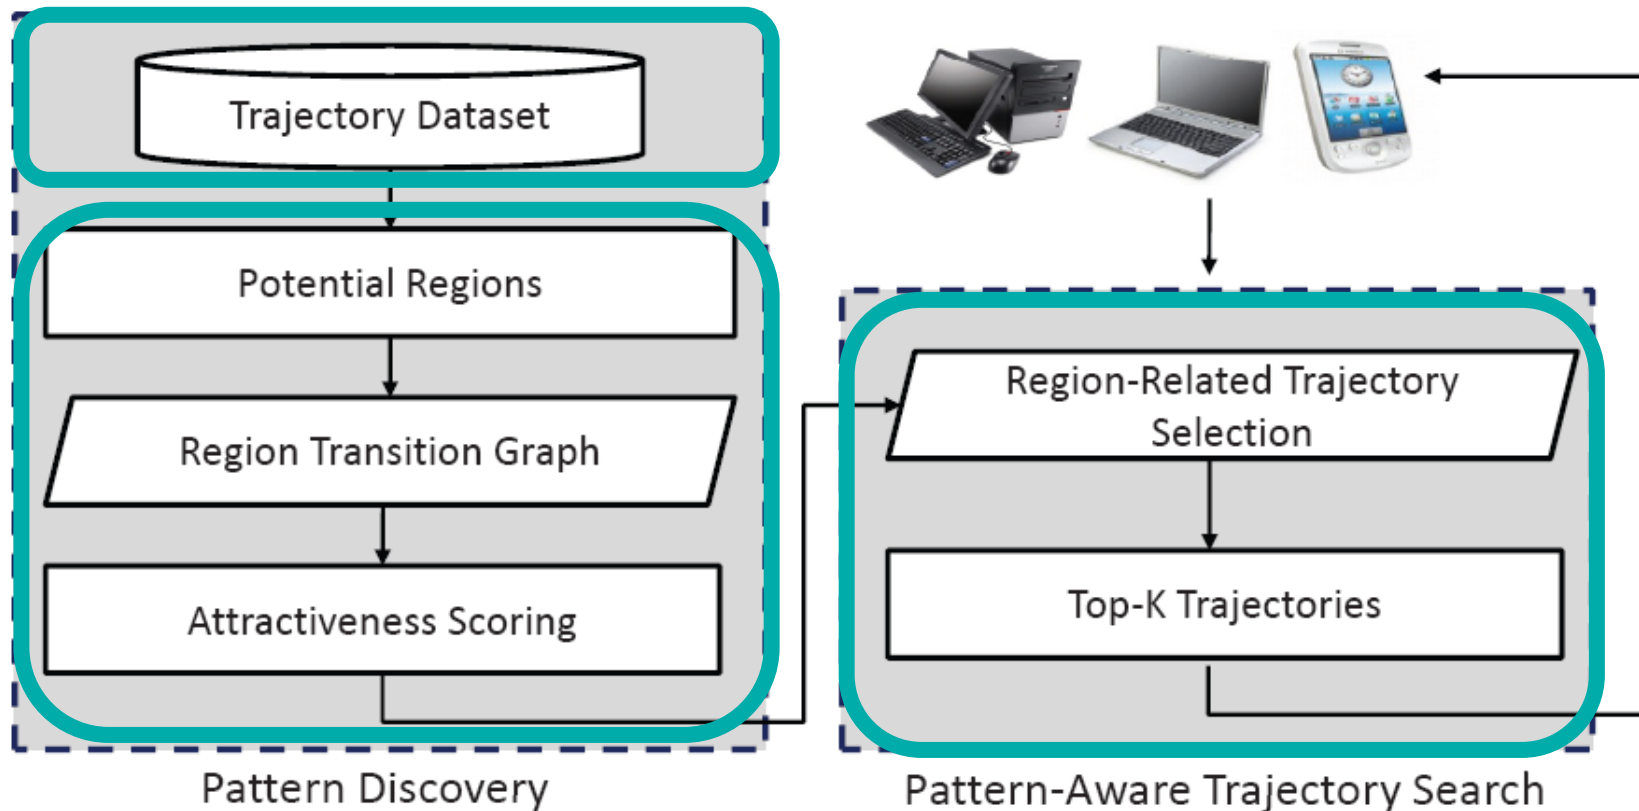 Trajectory Dataset
Potential Regions
Region Transition Graph
Attractiveness Scoring
Pattern Discovery
Region-Related Trajectory
Selection
Top-K Trajectories
Pattern-Aware Trajectory Search